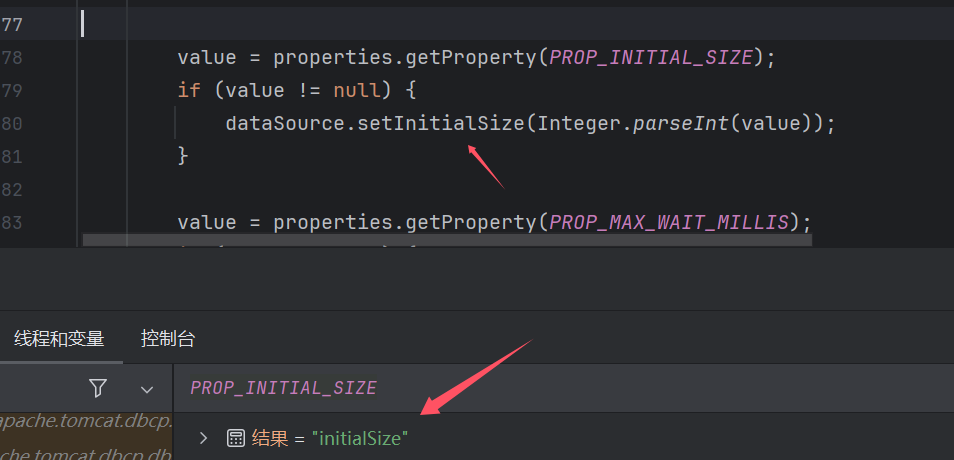 77
78 value = properties.getProperty(PROP_INITIAL_SIZE);
79 if (value != null) {
80 dataSource.setInitialSize(Integer.parseInt(value));
81 }
82
83 value = properties.getProperty(PROP_MAX_WAIT_MILLIS);
线程和变量 控制台
PROP_INITIAL_SIZE
apache.tomcat.dbcp.
结果 = "initialSize"
che.tomcat.dbcp.db